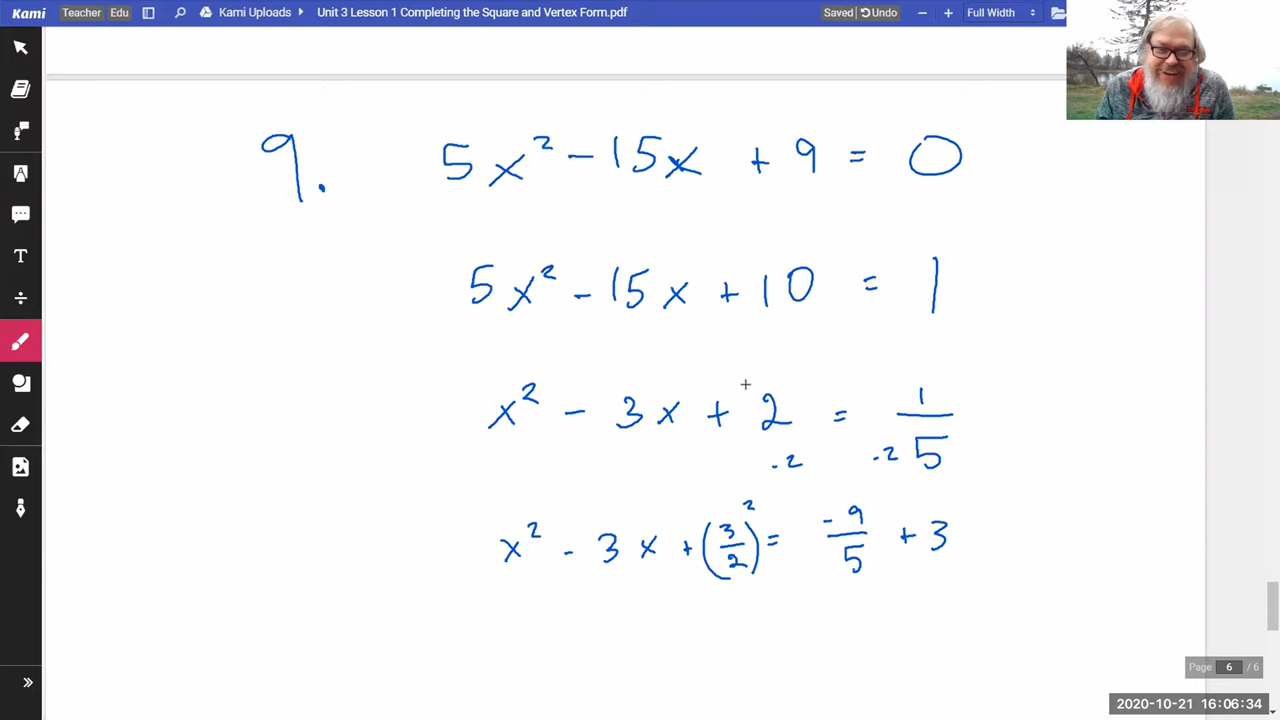 Kami Teacher Edu Kami Uploads > Unit 3 Lesson 1 Completing the Square and Vertex Form.pdf Saved Undo − + Full Width
9. 5x² − 15x + 9 = 0
5x² − 15x + 10 = 1
x² − 3x + 2 = 1/5
-2 -2
x² − 3x + (3/2)² = -9/5 + 3
Page 6 / 6
2020-10-21 16:06:34